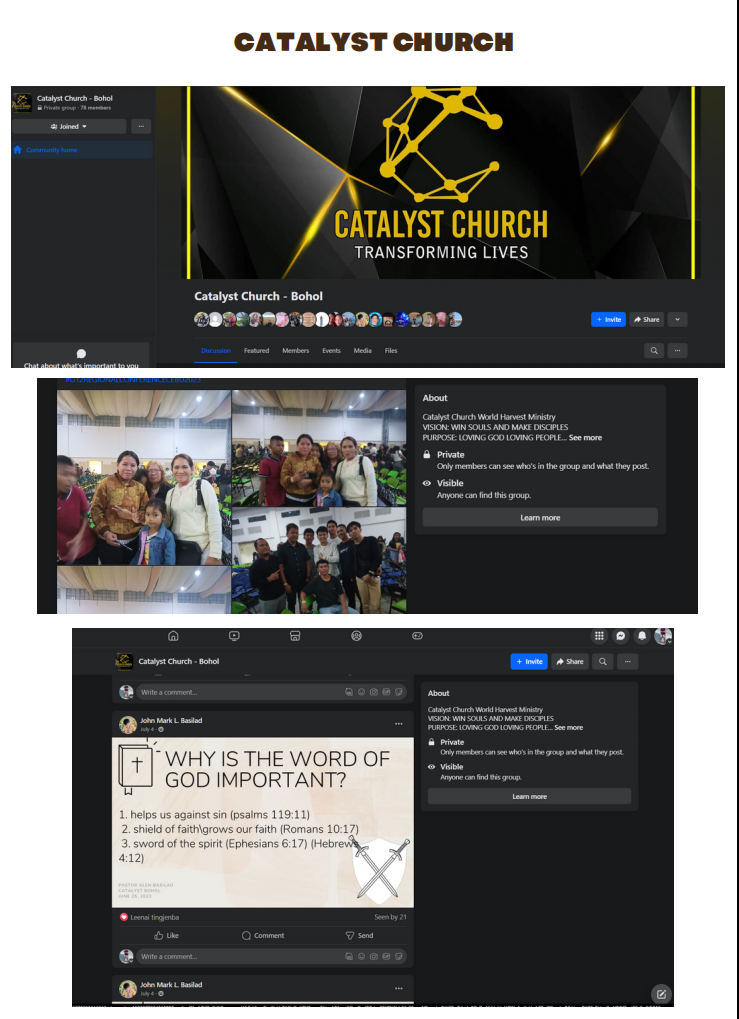 CATALYST CHURCH
Catalyst Church - Bohol
Private group · 78 members
Joined
Community home
Chat about what's important to you
CATALYST CHURCH
TRANSFORMING LIVES
Catalyst Church - Bohol
+ Invite
Share
Discussion Featured Members Events Media Files
#G12REGIONALCONFERENCECEBU2023
About
Catalyst Church World Harvest Ministry
VISION: WIN SOULS AND MAKE DISCIPLES
PURPOSE: LOVING GOD LOVING PEOPLE... See more
Private
Only members can see who's in the group and what they post.
Visible
Anyone can find this group.
Learn more
Catalyst Church - Bohol
+ Invite
Share
Write a comment...
John Mark L. Basilad
July 4 ·
WHY IS THE WORD OF
GOD IMPORTANT?
1. helps us against sin (psalms 119:11)
2. shield of faith\grows our faith (Romans 10:17)
3. sword of the spirit (Ephesians 6:17) (Hebrews
4:12)
PASTOR GLEN BASILAD
CATALYST BOHOL
JUNE 25, 2023
Leenai tingjenba
Seen by 21
Like Comment Send
Write a comment...
John Mark L. Basilad
July 4 ·
About
Catalyst Church World Harvest Ministry
VISION: WIN SOULS AND MAKE DISCIPLES
PURPOSE: LOVING GOD LOVING PEOPLE... See more
Private
Only members can see who's in the group and what they post.
Visible
Anyone can find this group.
Learn more